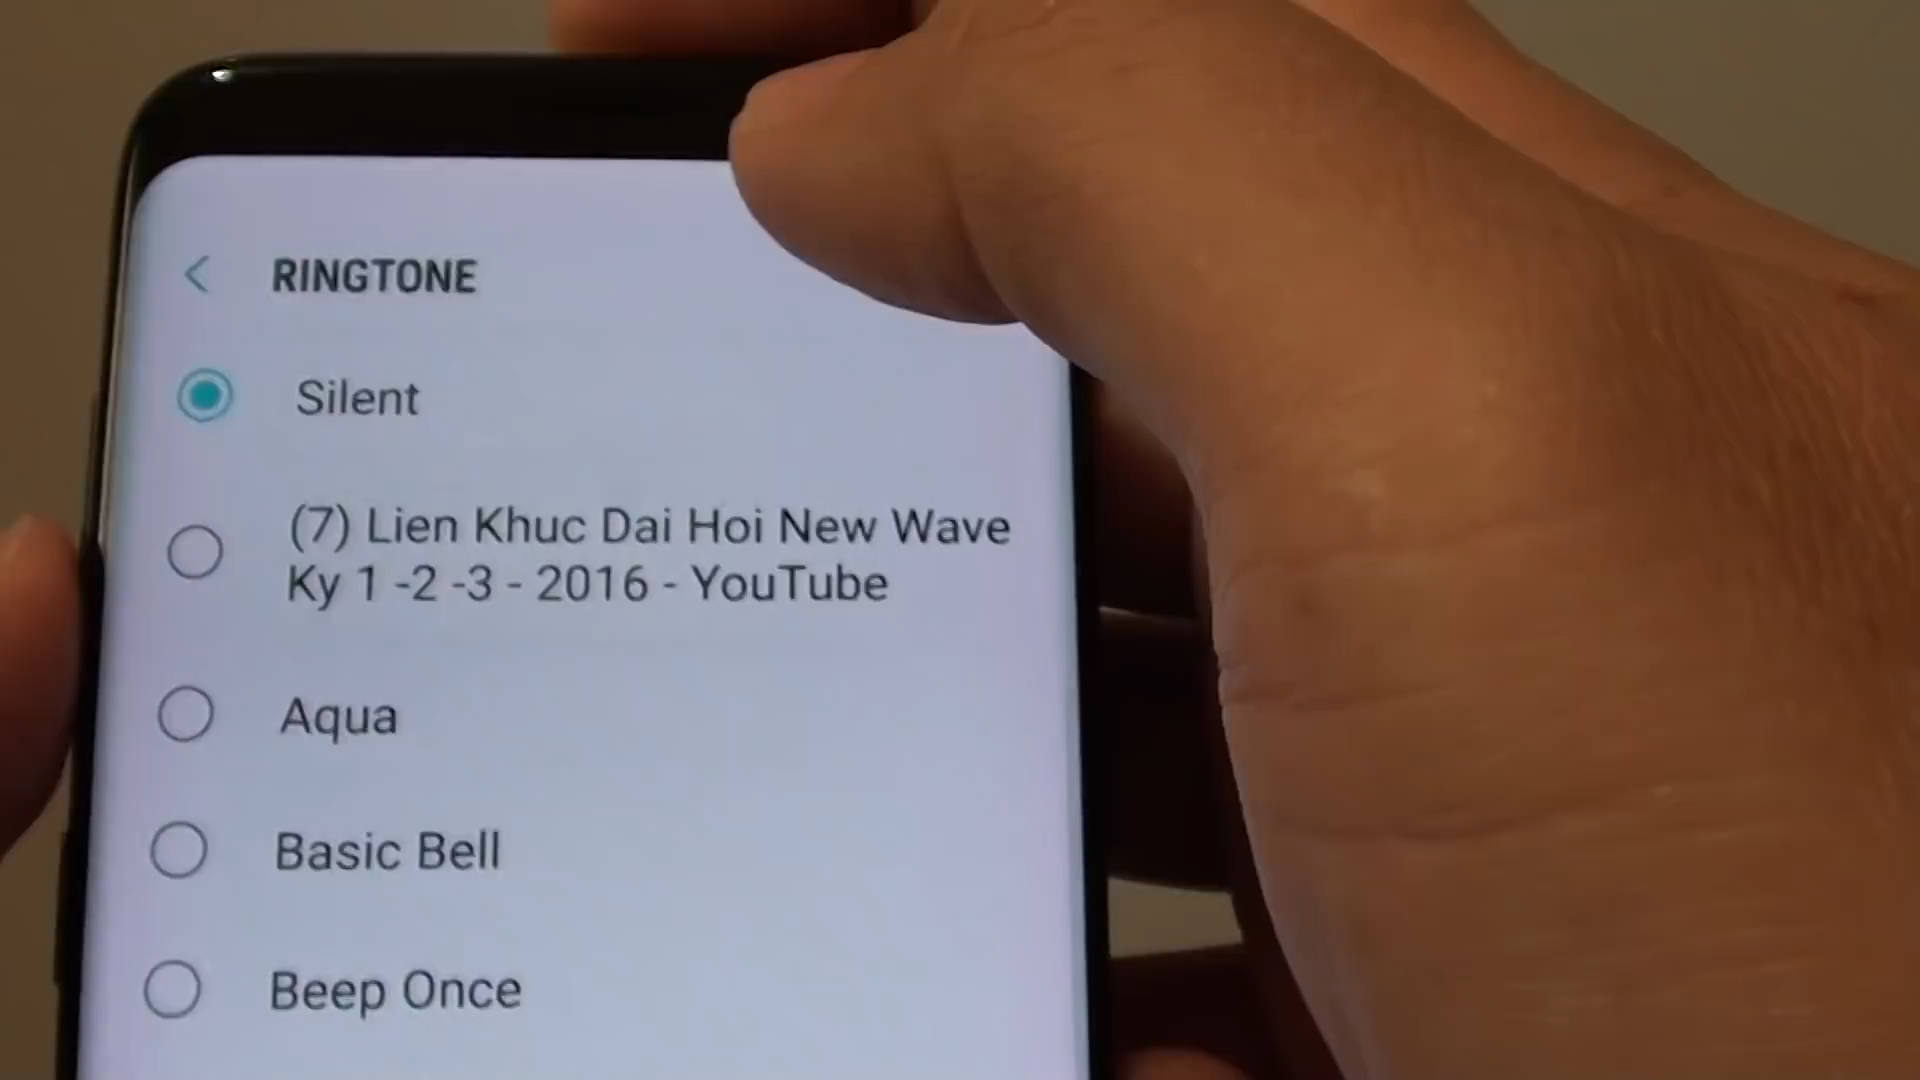 RINGTONE
Silent
(7) Lien Khuc Dai Hoi New Wave
Ky 1 -2 -3 - 2016 - YouTube
Aqua
Basic Bell
Beep Once